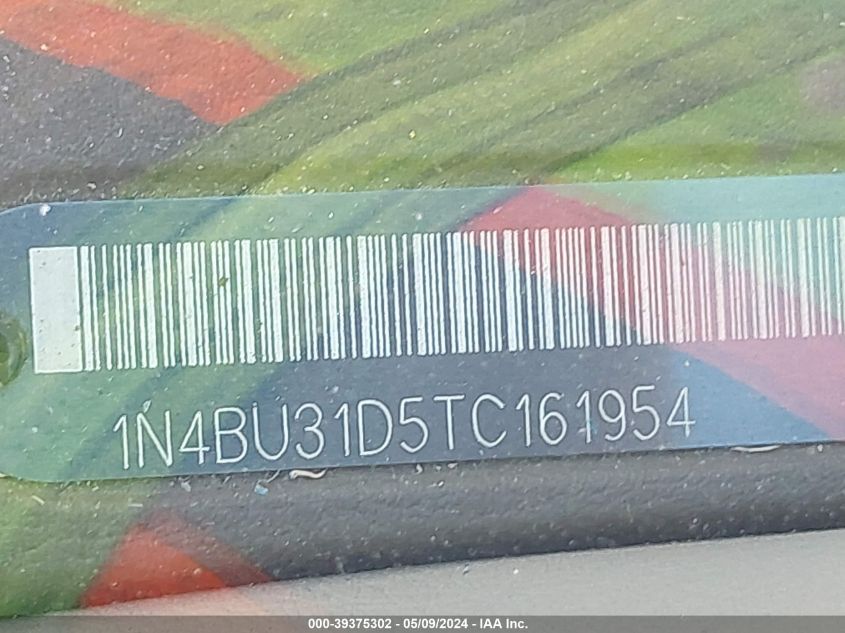 1N4BU31D5TC161954
000-39375302 - 05/09/2024 - IAA Inc.